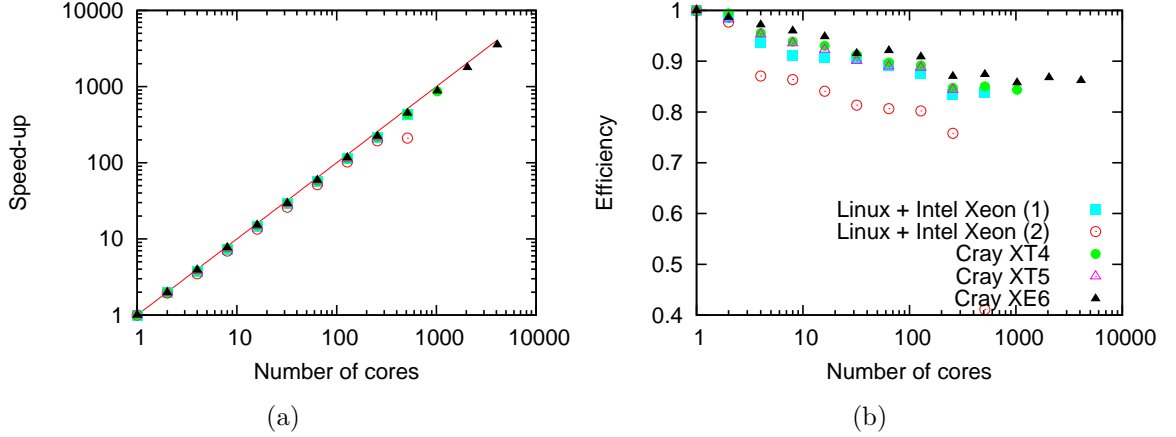 10000
1000
100
10
1
Speed-up
1 10 100 1000 10000
Number of cores
(a)
1
0.9
0.8
0.7
0.6
0.5
0.4
Efficiency
Linux + Intel Xeon (1)
Linux + Intel Xeon (2)
Cray XT4
Cray XT5
Cray XE6
1 10 100 1000 10000
Number of cores
(b)